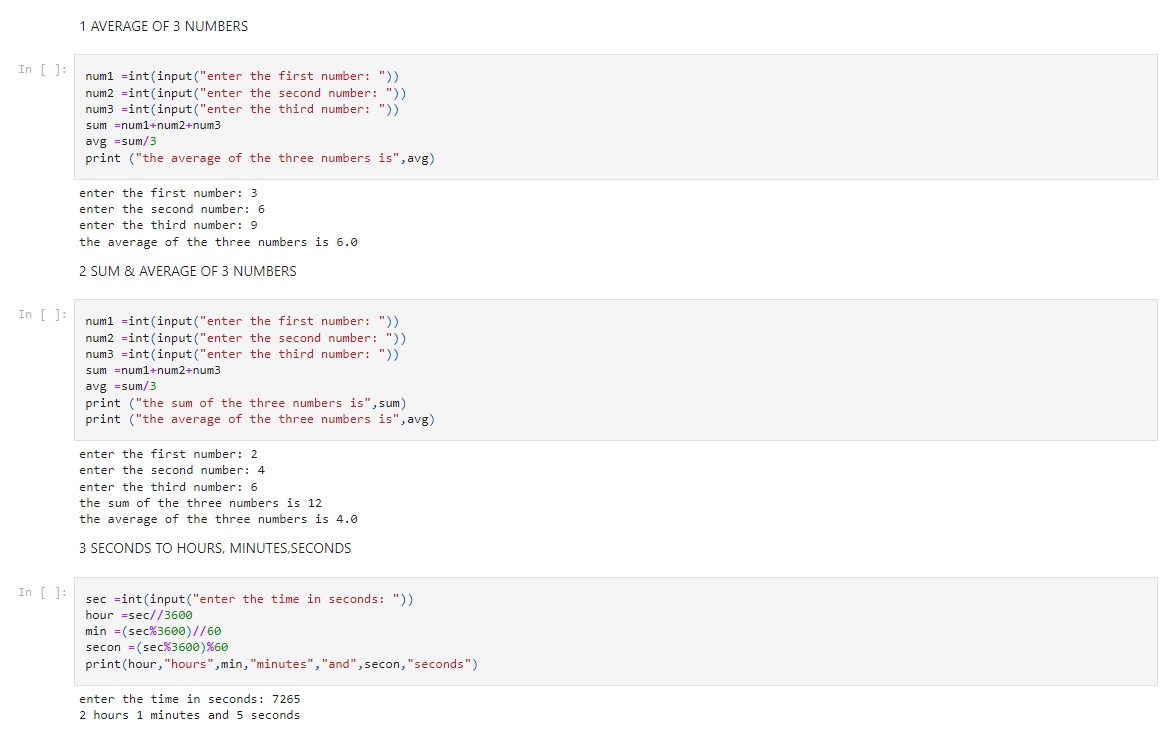 1 AVERAGE OF 3 NUMBERS
In [ ]:
num1 =int(input("enter the first number: "))
num2 =int(input("enter the second number: "))
num3 =int(input("enter the third number: "))
sum =num1+num2+num3
avg =sum/3
print ("the average of the three numbers is",avg)
enter the first number: 3
enter the second number: 6
enter the third number: 9
the average of the three numbers is 6.0
2 SUM & AVERAGE OF 3 NUMBERS
In [ ]:
num1 =int(input("enter the first number: "))
num2 =int(input("enter the second number: "))
num3 =int(input("enter the third number: "))
sum =num1+num2+num3
avg =sum/3
print ("the sum of the three numbers is",sum)
print ("the average of the three numbers is",avg)
enter the first number: 2
enter the second number: 4
enter the third number: 6
the sum of the three numbers is 12
the average of the three numbers is 4.0
3 SECONDS TO HOURS, MINUTES,SECONDS
In [ ]:
sec =int(input("enter the time in seconds: "))
hour =sec//3600
min =(sec%3600)//60
secon =(sec%3600)%60
print(hour,"hours",min,"minutes","and",secon,"seconds")
enter the time in seconds: 7265
2 hours 1 minutes and 5 seconds